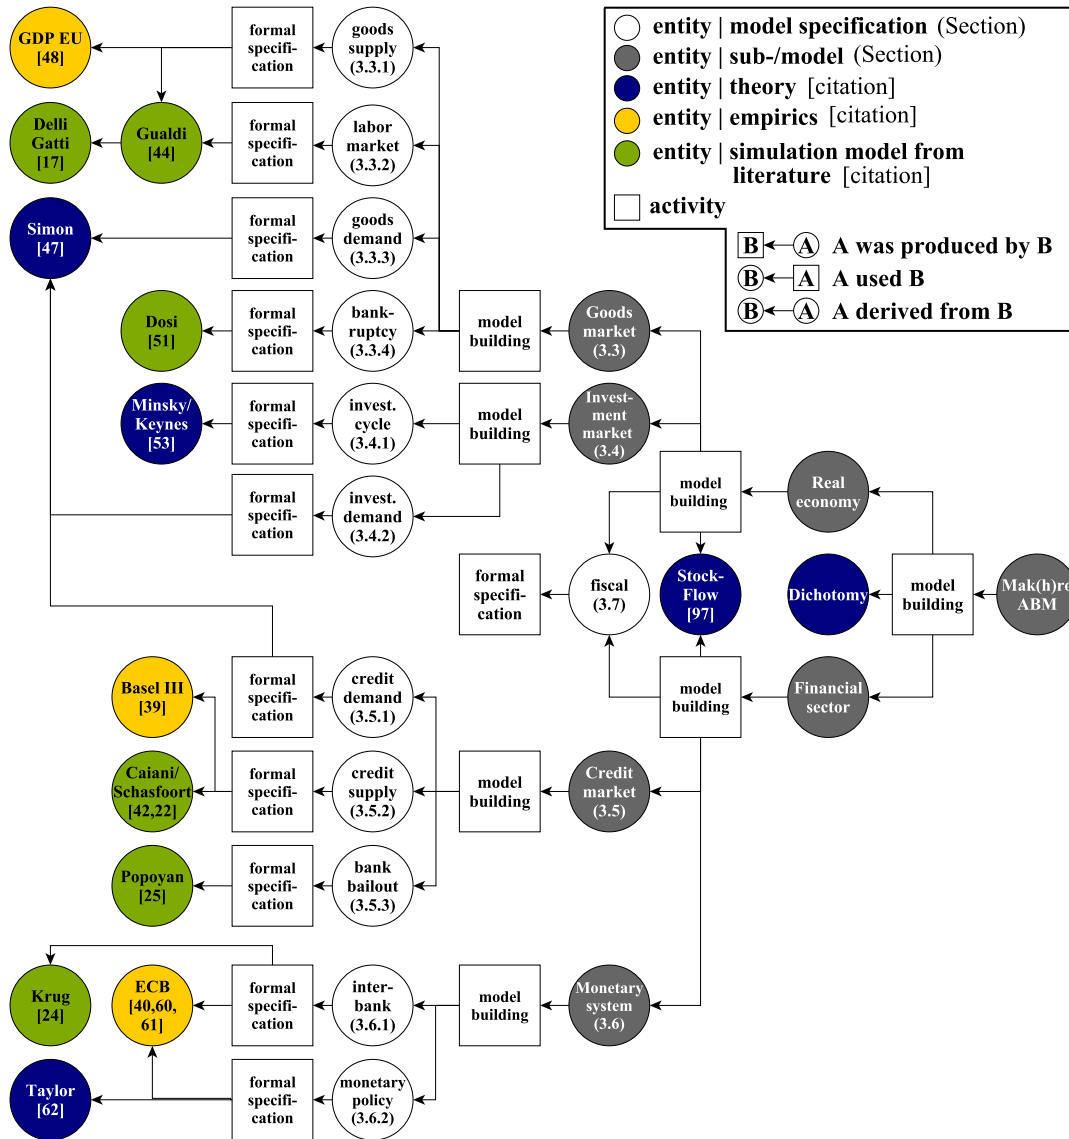 GDP EU
[48]
formal
specifi-
cation
goods
supply
(3.3.1)
Delli
Gatti
[17]
Gualdi
[44]
formal
specifi-
cation
labor
market
(3.3.2)
Simon
[47]
formal
specifi-
cation
goods
demand
(3.3.3)
Dosi
[51]
formal
specifi-
cation
bank-
ruptcy
(3.3.4)
model
building
Goods
market
(3.3)
Minsky/
Keynes
[53]
formal
specifi-
cation
invest.
cycle
(3.4.1)
model
building
Invest-
ment
market
(3.4)
formal
specifi-
cation
invest.
demand
(3.4.2)
model
building
Real
economy
formal
specifi-
cation
fiscal
(3.7)
Stock-
Flow
[97]
Dichotomy
model
building
Mak(h)ro
ABM
model
building
Financial
sector
Basel III
[39]
formal
specifi-
cation
credit
demand
(3.5.1)
Caiani/
Schasfoort
[42,22]
formal
specifi-
cation
credit
supply
(3.5.2)
model
building
Credit
market
(3.5)
Popoyan
[25]
formal
specifi-
cation
bank
bailout
(3.5.3)
Krug
[24]
ECB
[40,60,
61]
formal
specifi-
cation
inter-
bank
(3.6.1)
model
building
Monetary
system
(3.6)
Taylor
[62]
formal
specifi-
cation
monetary
policy
(3.6.2)
entity | model specification (Section)
entity | sub-/model (Section)
entity | theory [citation]
entity | empirics [citation]
entity | simulation model from
literature [citation]
activity
B A A was produced by B
B A A used B
B A A derived from B